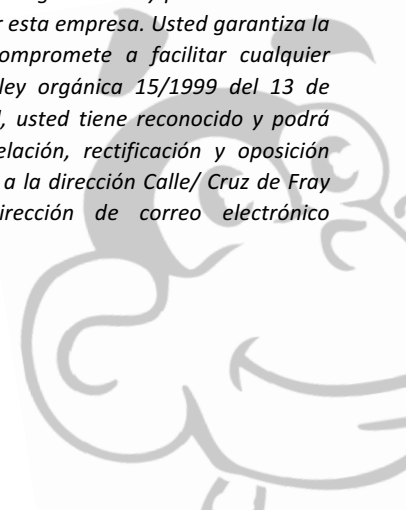 r esta empresa. Usted garantiza la
ompromete a facilitar cualquier
ley orgánica 15/1999 del 13 de
, usted tiene reconocido y podrá
elación, rectificación y oposición
a la dirección Calle/ Cruz de Fray
irección de correo electrónico